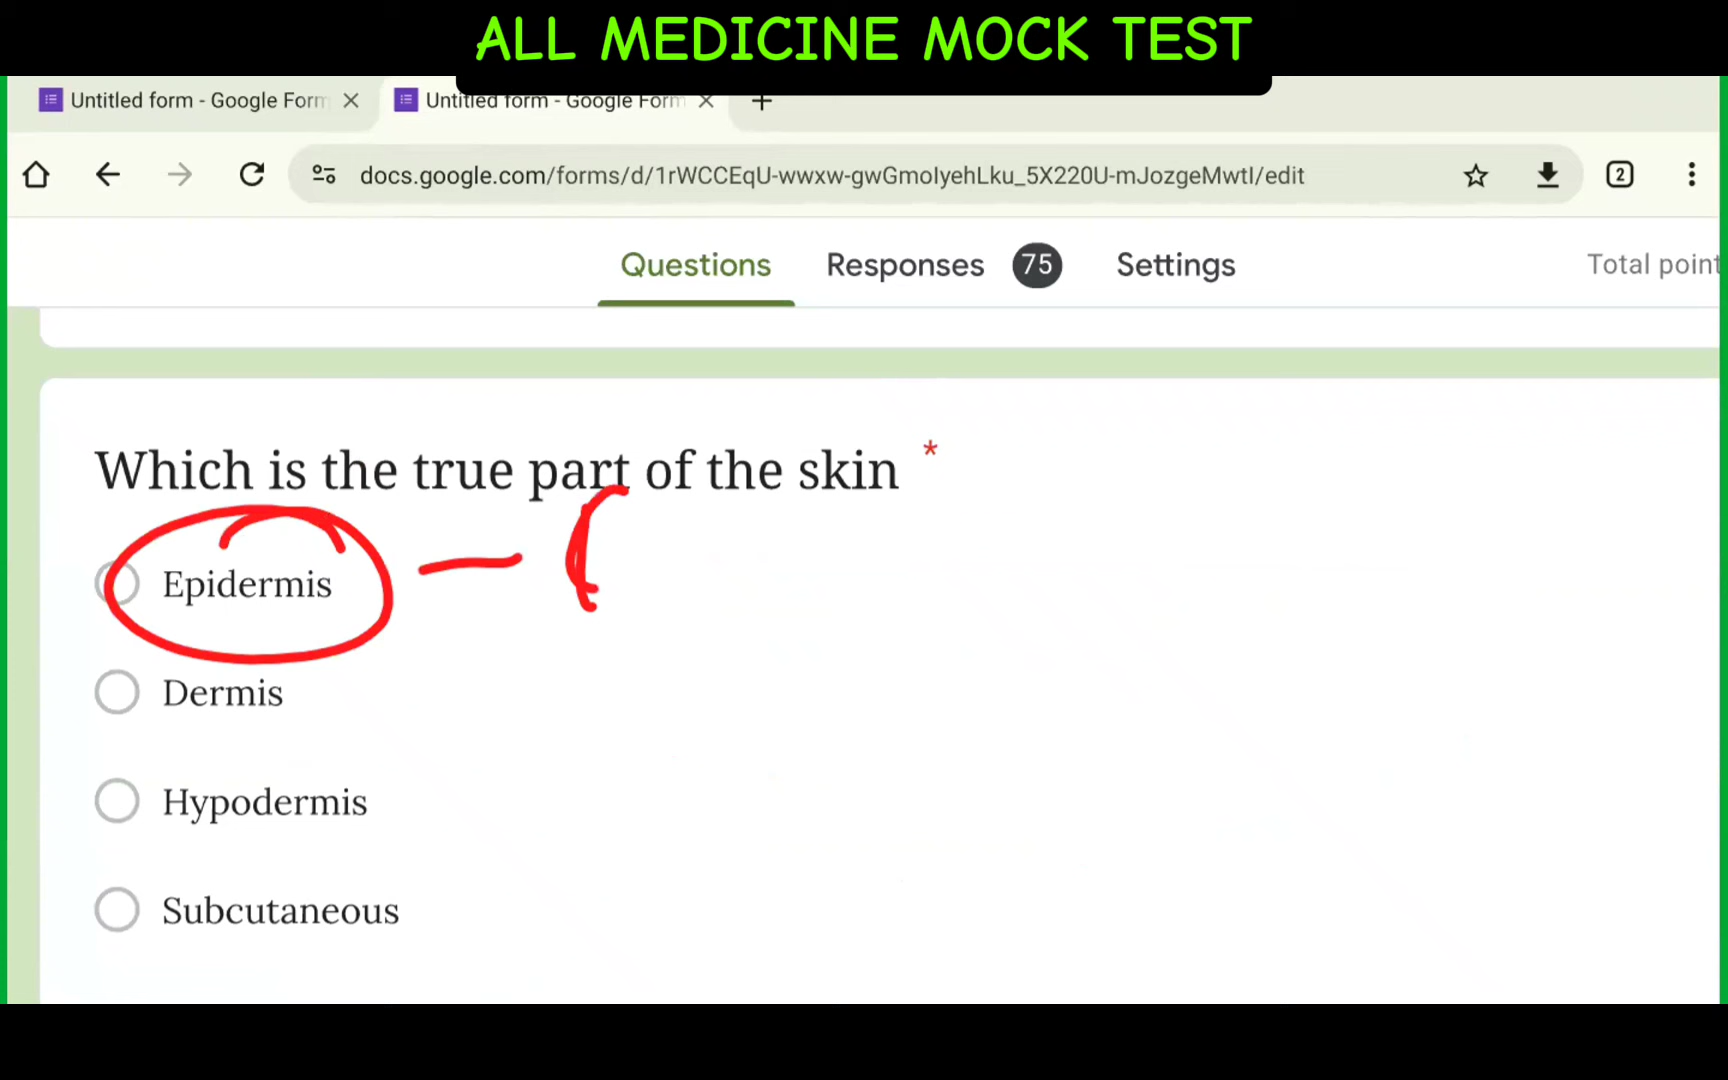 ALL MEDICINE MOCK TEST
Untitled form - Google Form
Untitled form - Google Form
docs.google.com/forms/d/1rWCCEqU-wwxw-gwGmoIyehLku_5X220U-mJozgeMwtI/edit
2
Questions
Responses 75
Settings
Total point
Which is the true part of the skin *
Epidermis
Dermis
Hypodermis
Subcutaneous